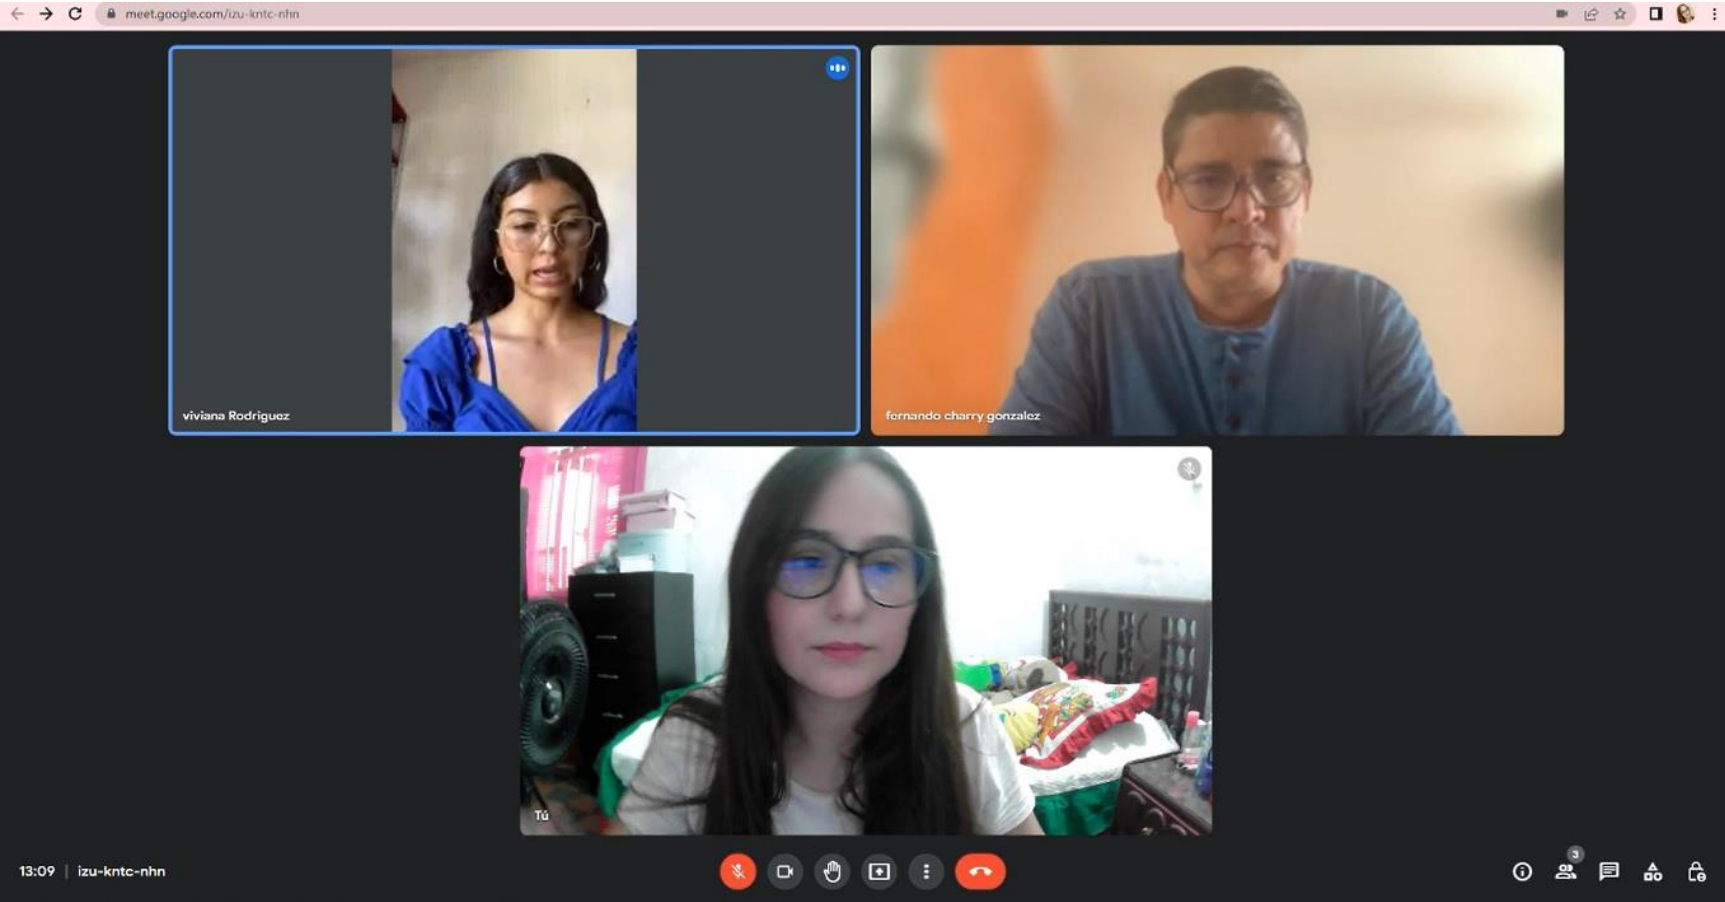 meet.google.com/izu-kntc-nhn
viviana Rodriguez
fernando charry gonzalez
Tú
13:09 | izu-kntc-nhn
3